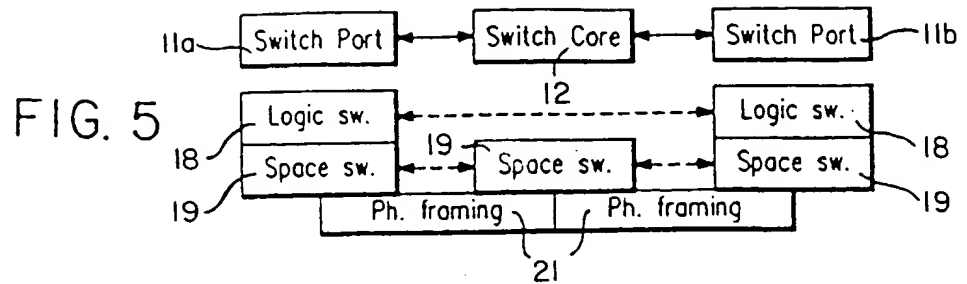 11a Switch Port Switch Core Switch Port 11b
12
FIG. 5
Logic sw. Logic sw.
18 19 18
Space sw. Space sw. Space sw.
19 19
Ph. framing Ph. framing
21